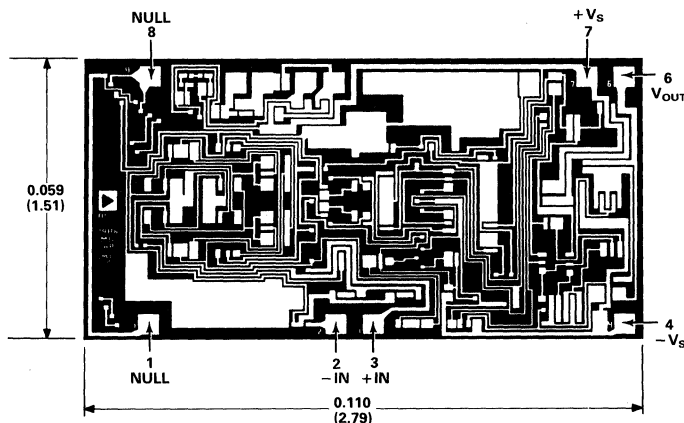 NULL
8
+VS
7
6
VOUT
0.059
(1.51)
4
−VS
1
NULL
2
−IN
3
+IN
0.110
(2.79)